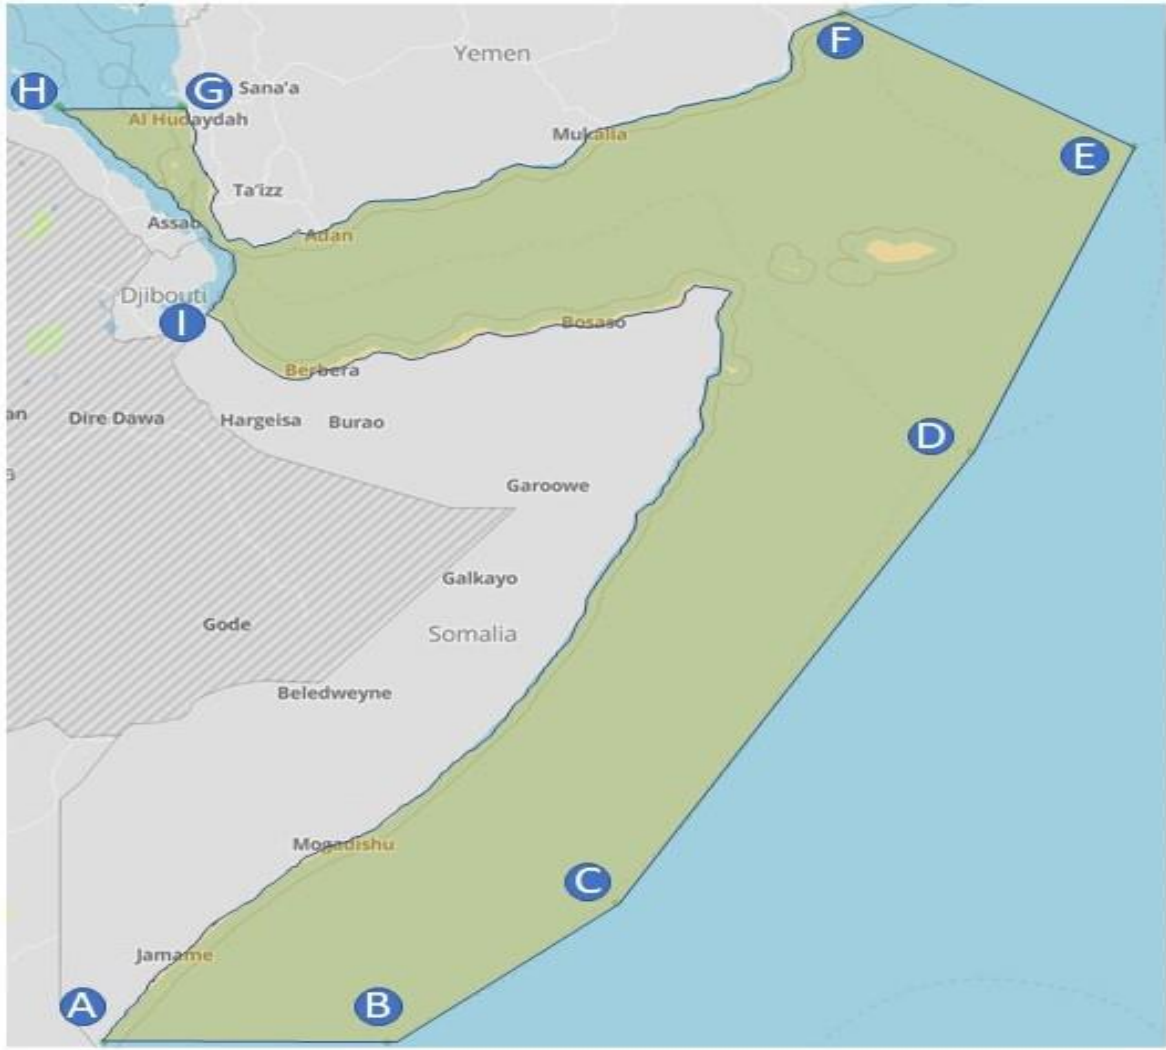 Yemen
F
H
G
Sana'a
Al Hudaydah
Mukalla
E
Ta'izz
Assab
Adan
Djibouti
I
Bosaso
Berbera
an
Dire Dawa
Hargeisa
Burao
D
Garoowe
Galkayo
Gode
Somalia
Beledweyne
Mogadishu
C
Jamame
A
B